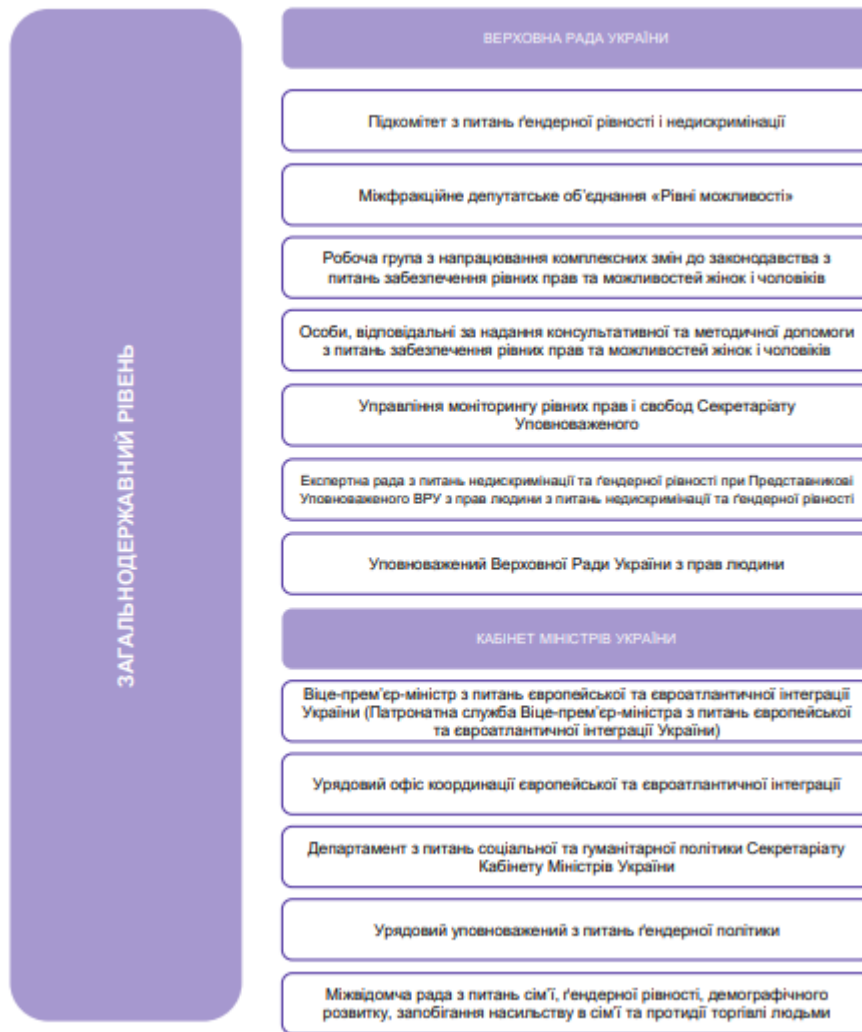 ЗАГАЛЬНОДЕРЖАВНИЙ РІВЕНЬ
ВЕРХОВНА РАДА УКРАЇНИ
Підкомітет з питань ґендерної рівності і недискримінації
Міжфракційне депутатське об’єднання «Рівні можливості»
Робоча група з напрацювання комплексних змін до законодавства з
питань забезпечення рівних прав та можливостей жінок і чоловіків
Особи, відповідальні за надання консультативної та методичної допомоги
з питань забезпечення рівних прав та можливостей жінок і чоловіків
Управління моніторингу рівних прав і свобод Секретаріату
Уповноваженого
Експертна рада з питань недискримінації та ґендерної рівності при Представникові
Уповноваженого ВРУ з прав людини з питань недискримінації та ґендерної рівності
Уповноважений Верховної Ради України з прав людини
КАБІНЕТ МІНІСТРІВ УКРАЇНИ
Віце-прем’єр-міністр з питань європейської та євроатлантичної інтеграції
України (Патронатна служба Віце-прем’єр-міністра з питань європейської
та євроатлантичної інтеграції України)
Урядовий офіс координації європейської та євроатлантичної інтеграції
Департамент з питань соціальної та гуманітарної політики Секретаріату
Кабінету Міністрів України
Урядовий уповноважений з питань ґендерної політики
Міжвідомча рада з питань сім’ї, ґендерної рівності, демографічного
розвитку, запобігання насильству в сім’ї та протидії торгівлі людьми